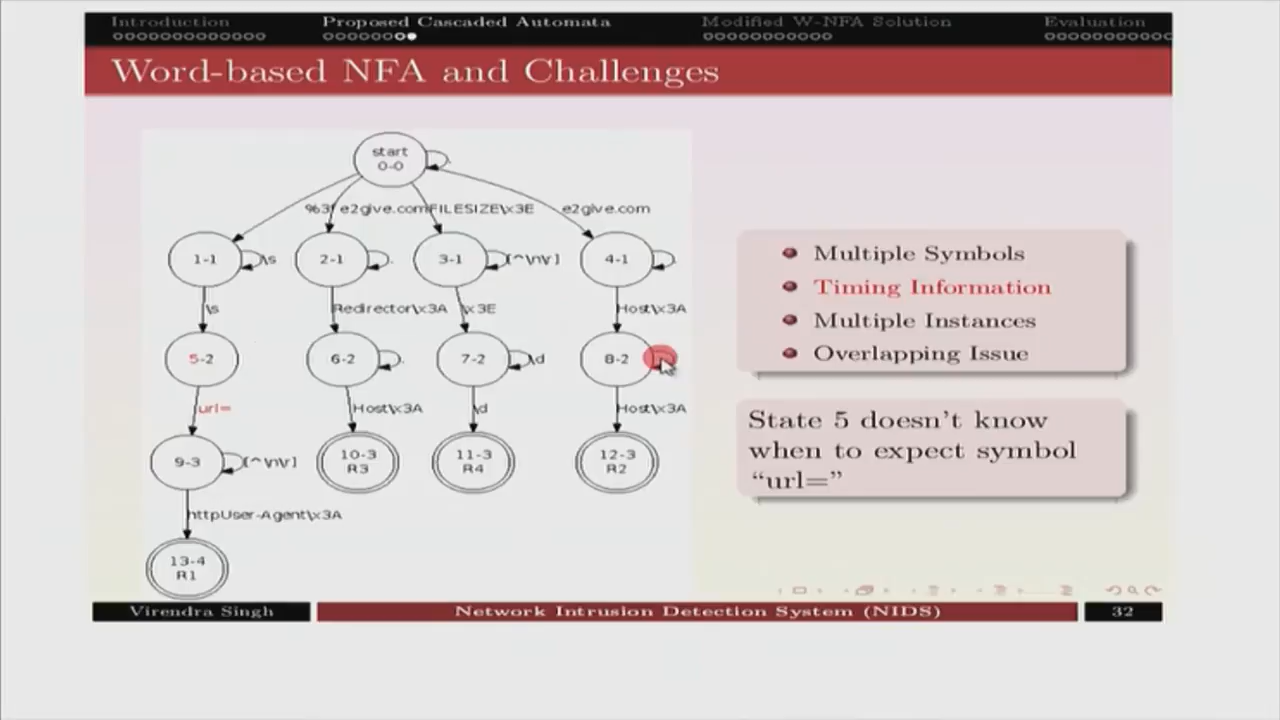 Introduction Proposed Cascaded Automata Modified W-NFA Solution Evaluation
Word-based NFA and Challenges
start
0-0
%3f e2give.com FILESIZE\x3E e2give.com
1-1 \s 2-1 . 3-1 [^\n\r] 4-1 .
\s Redirector\x3A \x3E Host\x3A
5-2 6-2 . 7-2 \d 8-2
url= Host\x3A \d Host\x3A
9-3 [^\n\r] 10-3 R3 11-3 R4 12-3 R2
httpUser-Agent\x3A
13-4
R1
Multiple Symbols
Timing Information
Multiple Instances
Overlapping Issue
State 5 doesn't know
when to expect symbol
“url=”
Virendra Singh Network Intrusion Detection System (NIDS) 32